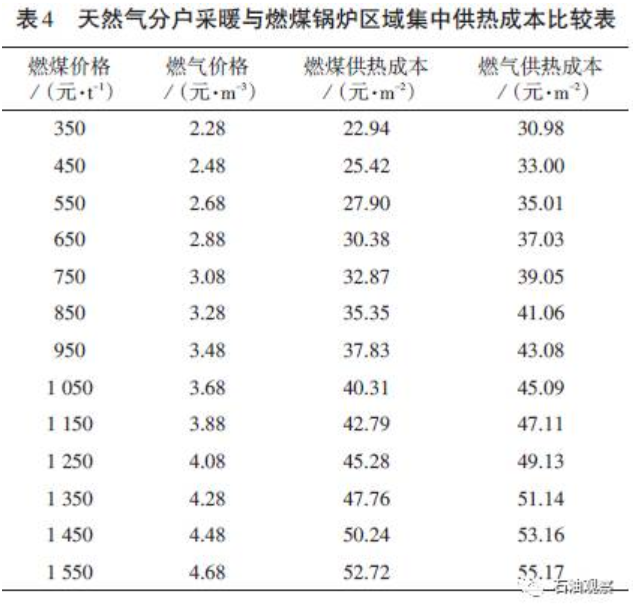 表4 天然气分户采暖与燃煤锅炉区域集中供热成本比较表
燃煤价格 燃气价格 燃煤供热成本 燃气供热成本
/（元·t⁻¹） /（元·m⁻³） /（元·m⁻²） /（元·m⁻²）
350 2.28 22.94 30.98
450 2.48 25.42 33.00
550 2.68 27.90 35.01
650 2.88 30.38 37.03
750 3.08 32.87 39.05
850 3.28 35.35 41.06
950 3.48 37.83 43.08
1 050 3.68 40.31 45.09
1 150 3.88 42.79 47.11
1 250 4.08 45.28 49.13
1 350 4.28 47.76 51.14
1 450 4.48 50.24 53.16
1 550 4.68 52.72 55.17
石油观察